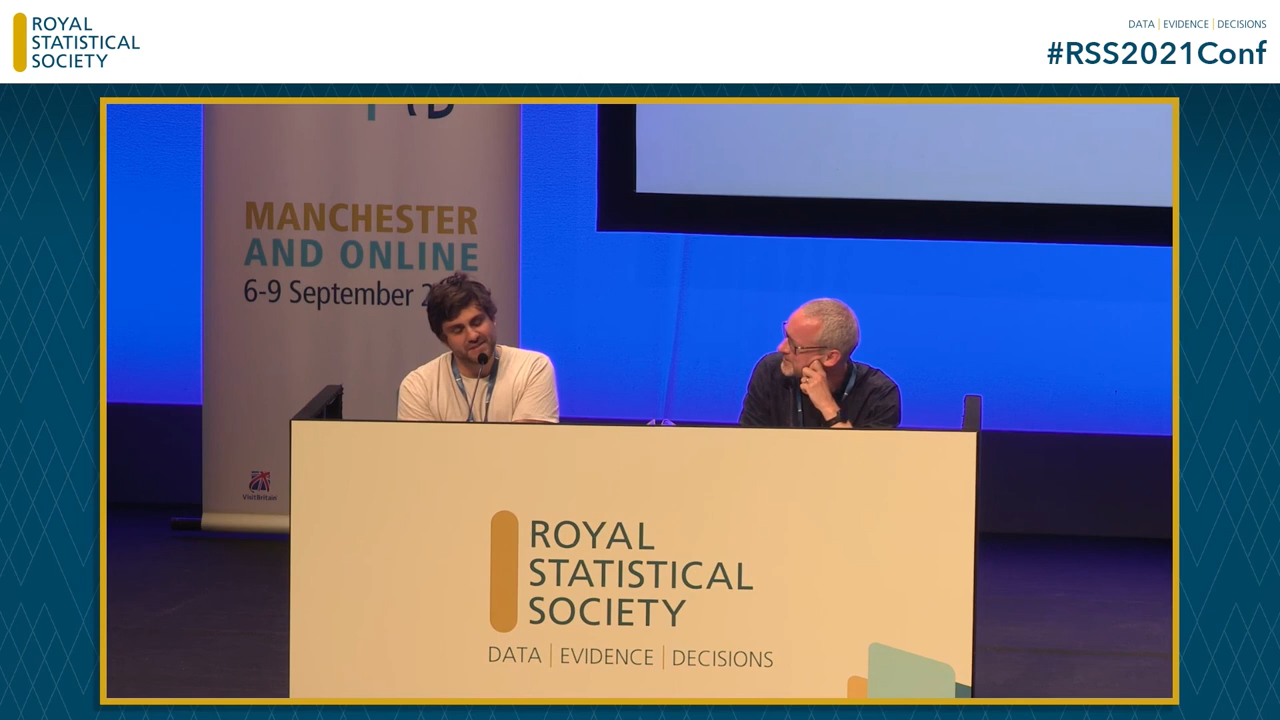 ROYAL
STATISTICAL
SOCIETY
DATA | EVIDENCE | DECISIONS
#RSS2021Conf
MANCHESTER
AND ONLINE
6-9 September
VisitBritain
ROYAL
STATISTICAL
SOCIETY
DATA | EVIDENCE | DECISIONS